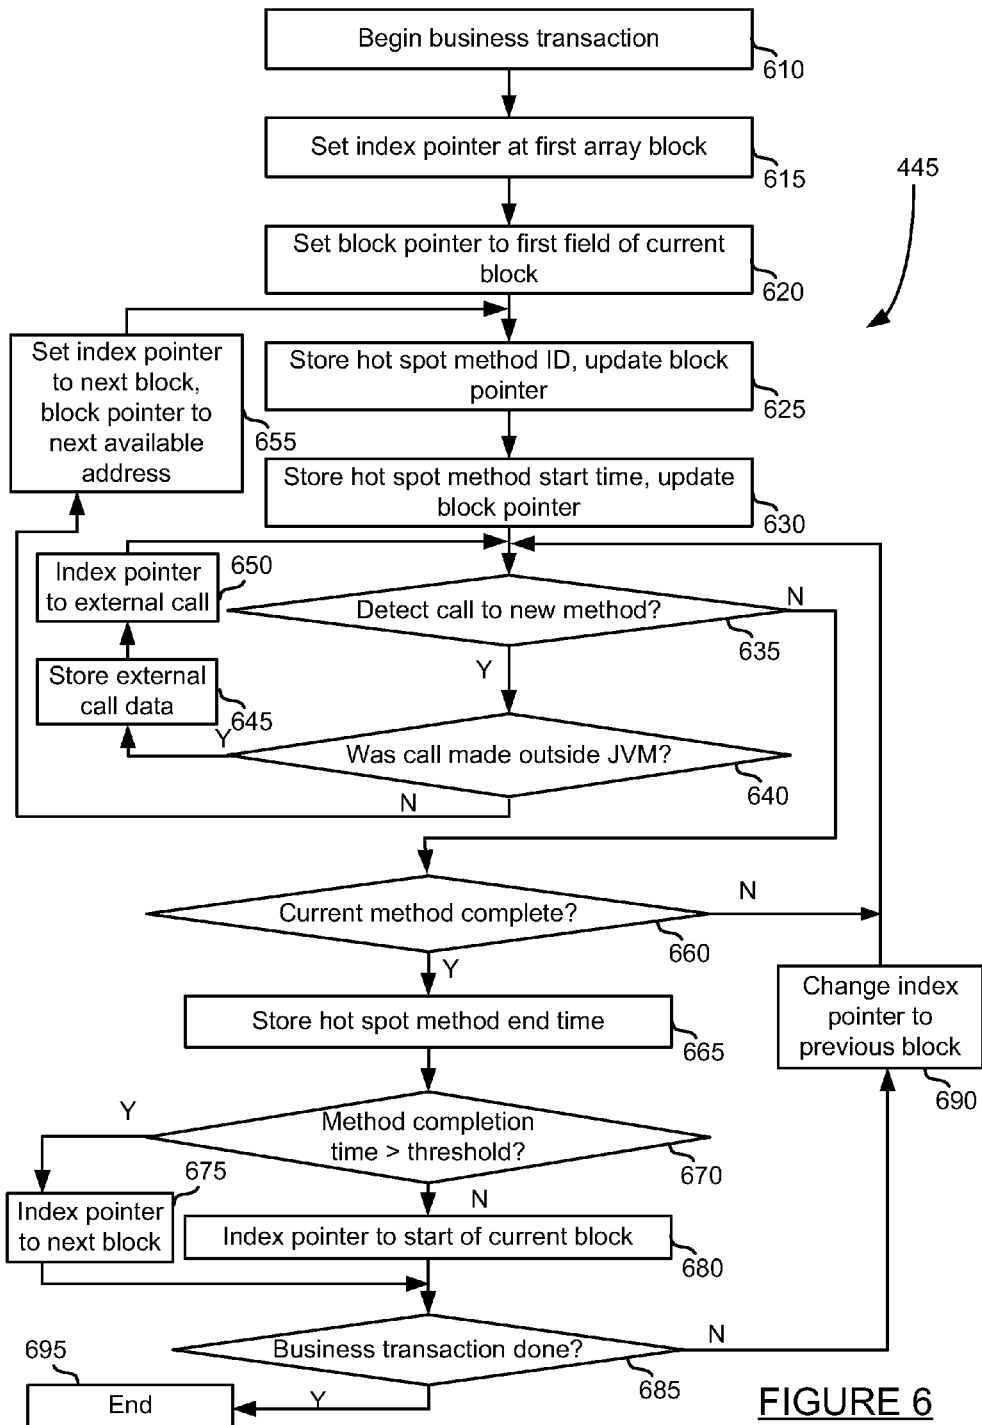 Begin business transaction
610
Set index pointer at first array block
615
445
Set block pointer to first field of current
block
620
Set index pointer
to next block,
block pointer to
next available
address
655
Store hot spot method ID, update block
pointer
625
Store hot spot method start time, update
block pointer
630
Index pointer
to external call
650
Detect call to new method?
N
635
Y
Store external
call data
645
Y
Was call made outside JVM?
640
N
Current method complete?
N
660
Y
Store hot spot method end time
665
Change index
pointer to
previous block
690
Y
Method completion
time > threshold?
670
675
N
Index pointer
to next block
Index pointer to start of current block
680
Business transaction done?
N
685
695
Y
End
FIGURE 6